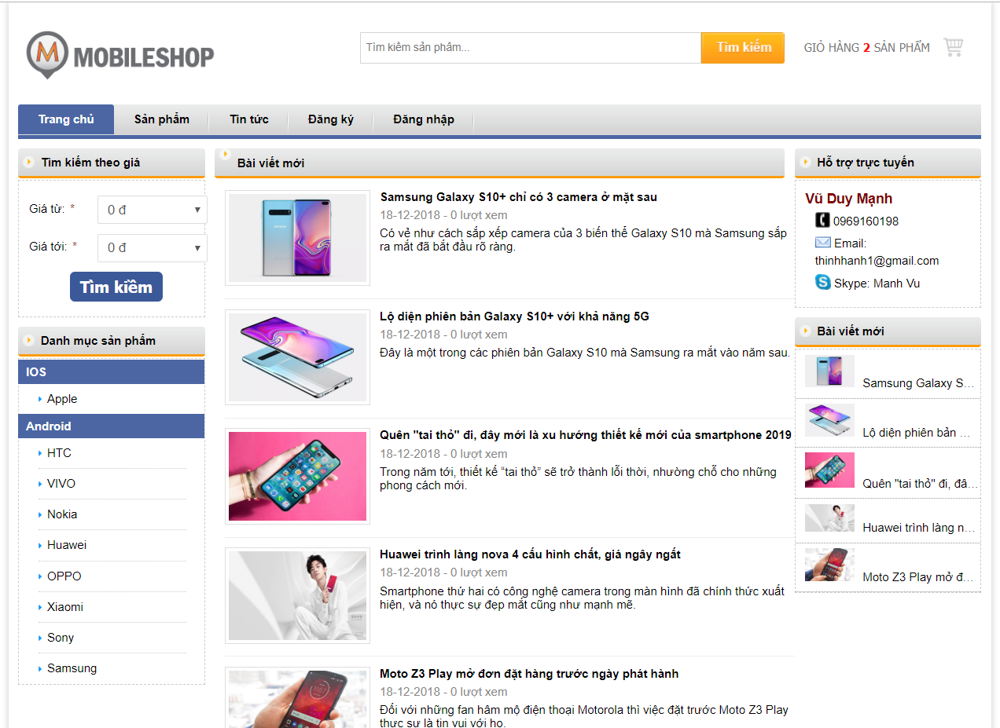 M MOBILESHOP
Tìm kiếm sản phẩm...
Tìm kiếm
GIỎ HÀNG 2 SẢN PHẨM
Trang chủ
Sản phẩm
Tin tức
Đăng ký
Đăng nhập
Tìm kiếm theo giá
Giá từ: *
0 đ
Giá tới: *
0 đ
Tìm kiềm
Danh mục sản phẩm
IOS
Apple
Android
HTC
VIVO
Nokia
Huawei
OPPO
Xiaomi
Sony
Samsung
Bài viết mới
Samsung Galaxy S10+ chỉ có 3 camera ở mặt sau
18-12-2018 - 0 lượt xem
Có vẻ như cách sắp xếp camera của 3 biến thể Galaxy S10 mà Samsung sắp
ra mắt đã bắt đầu rõ ràng.
Lộ diện phiên bản Galaxy S10+ với khả năng 5G
18-12-2018 - 0 lượt xem
Đây là một trong các phiên bản Galaxy S10 mà Samsung ra mắt vào năm sau.
Quên "tai thỏ" đi, đây mới là xu hướng thiết kế mới của smartphone 2019
18-12-2018 - 0 lượt xem
Trong năm tới, thiết kế “tai thỏ” sẽ trở thành lỗi thời, nhường chỗ cho những
phong cách mới.
Huawei trình làng nova 4 cấu hình chất, giá ngây ngất
18-12-2018 - 0 lượt xem
Smartphone thứ hai có công nghệ camera trong màn hình đã chính thức xuất
hiện, và nó thực sự đẹp mắt cũng như mạnh mẽ.
Moto Z3 Play mở đơn đặt hàng trước ngày phát hành
18-12-2018 - 0 lượt xem
Đối với những fan hâm mộ điện thoại Motorola thì việc đặt trước Moto Z3 Play
thực sự là tin vui với họ.
Hỗ trợ trực tuyến
Vũ Duy Mạnh
0969160198
Email:
thinhhanh1@gmail.com
Skype: Manh Vu
Bài viết mới
Samsung Galaxy S...
Lộ diện phiên bản ...
Quên "tai thỏ" đi, đâ...
Huawei trình làng n...
Moto Z3 Play mở đ...